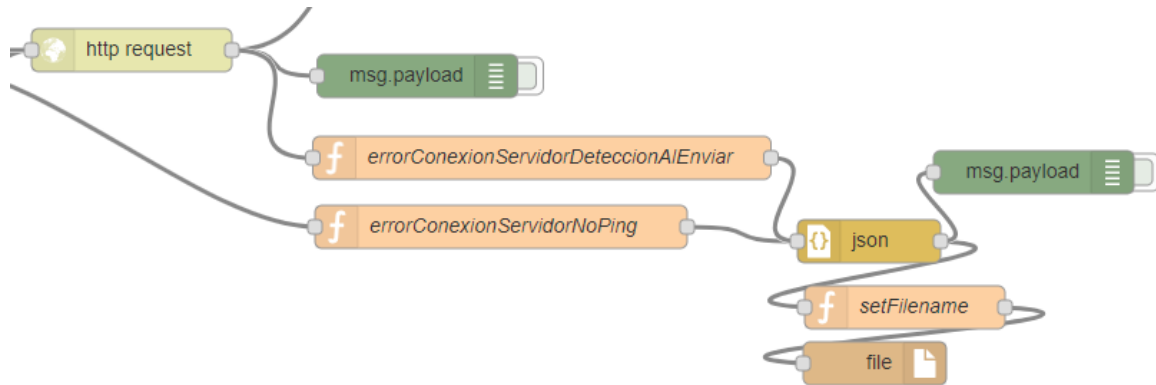 http request
msg.payload
errorConexionServidorDeteccionAlEnviar
msg.payload
errorConexionServidorNoPing
json
setFilename
file